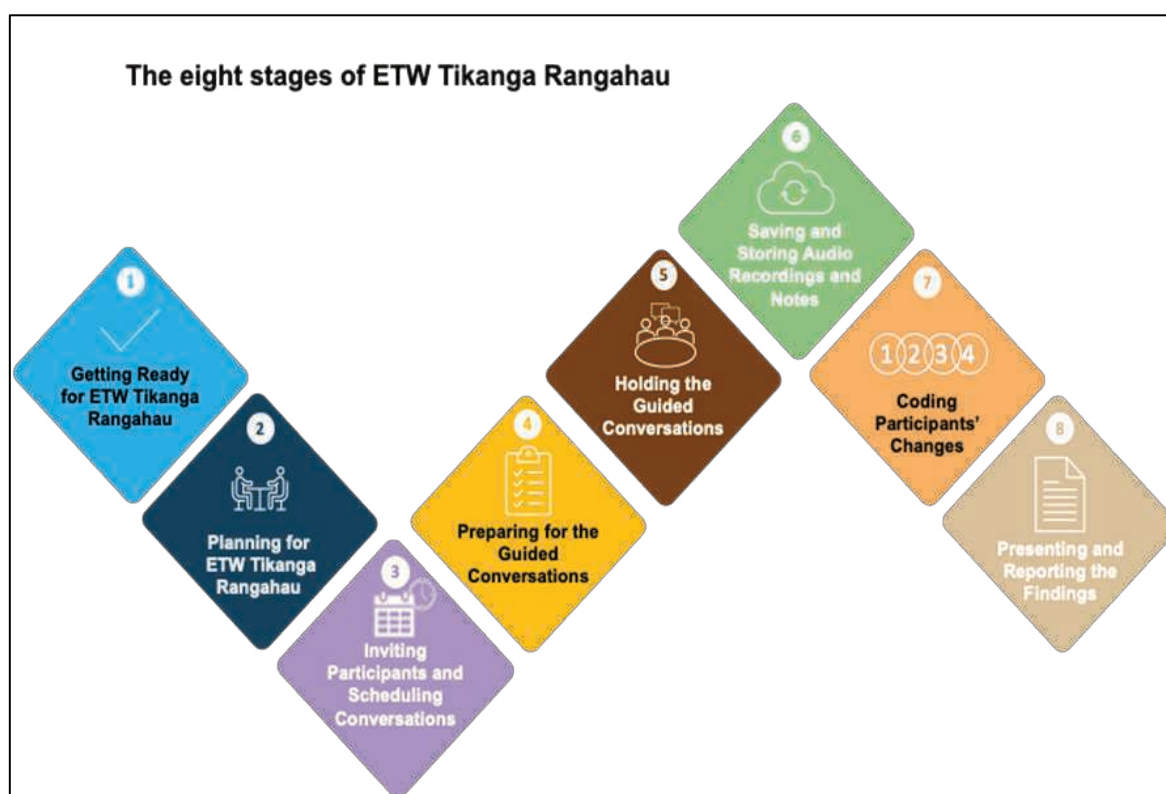 The eight stages of ETW Tikanga Rangahau
1
Getting Ready
for ETW Tikanga
Rangahau
2
Planning for
ETW Tikanga
Rangahau
3
Inviting
Participants and
Scheduling
Conversations
4
Preparing for the
Guided
Conversations
5
Holding the
Guided
Conversations
6
Saving and
Storing Audio
Recordings and
Notes
7
1 2 3 4
Coding
Participants’
Changes
8
Presenting and
Reporting the
Findings